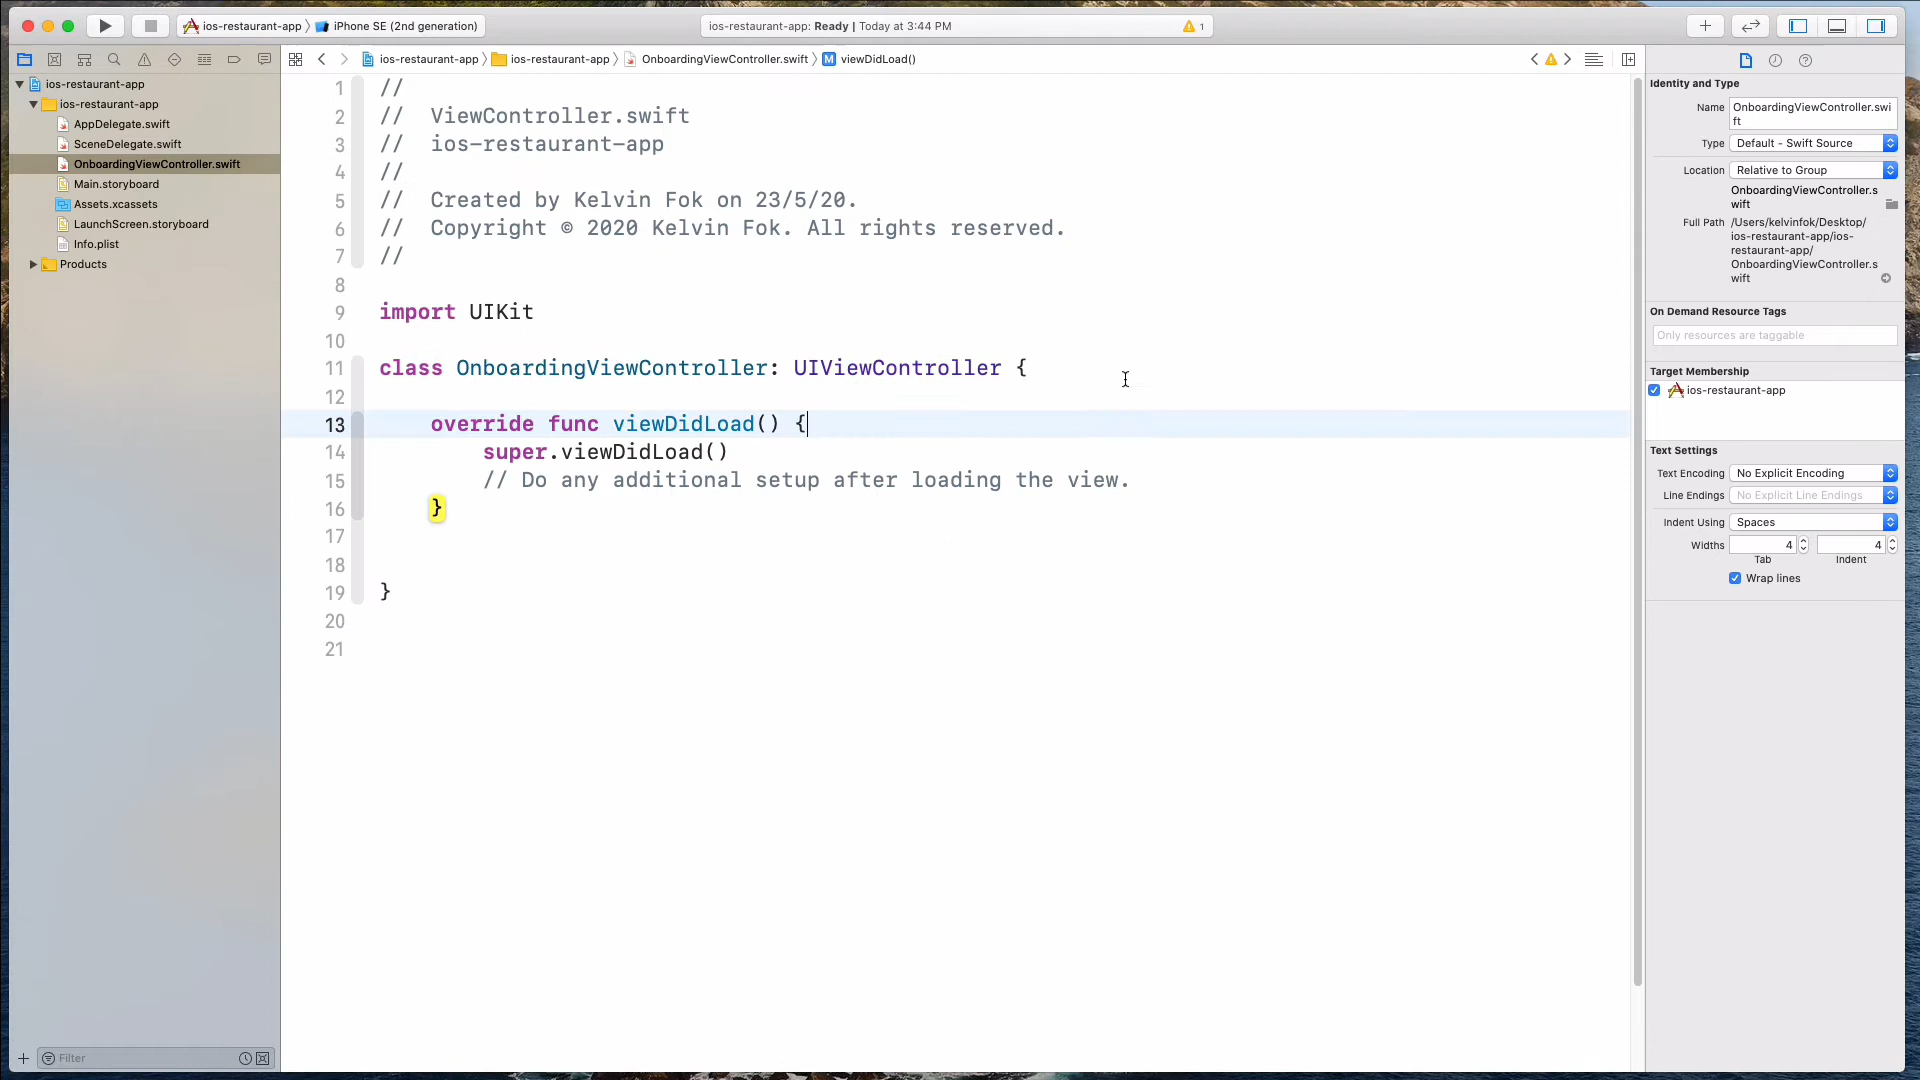 ios-restaurant-app 〉 iPhone SE (2nd generation)
ios-restaurant-app: Ready | Today at 3:44 PM
1
ios-restaurant-app 〉 ios-restaurant-app 〉 OnboardingViewController.swift 〉 M viewDidLoad()
ios-restaurant-app
ios-restaurant-app
AppDelegate.swift
SceneDelegate.swift
OnboardingViewController.swift
Main.storyboard
Assets.xcassets
LaunchScreen.storyboard
Info.plist
Products
Filter
1 //
2 //  ViewController.swift
3 //  ios-restaurant-app
4 //
5 //  Created by Kelvin Fok on 23/5/20.
6 //  Copyright © 2020 Kelvin Fok. All rights reserved.
7 //
8
9 import UIKit
10
11 class OnboardingViewController: UIViewController {
12
13     override func viewDidLoad() {
14         super.viewDidLoad()
15         // Do any additional setup after loading the view.
16     }
17
18
19 }
20
21
Identity and Type
Name OnboardingViewController.swi
ft
Type Default - Swift Source
Location Relative to Group
OnboardingViewController.s
wift
Full Path /Users/kelvinfok/Desktop/
ios-restaurant-app/ios-
restaurant-app/
OnboardingViewController.s
wift
On Demand Resource Tags
Only resources are taggable
Target Membership
ios-restaurant-app
Text Settings
Text Encoding No Explicit Encoding
Line Endings No Explicit Line Endings
Indent Using Spaces
Widths 4 4
Tab Indent
Wrap lines